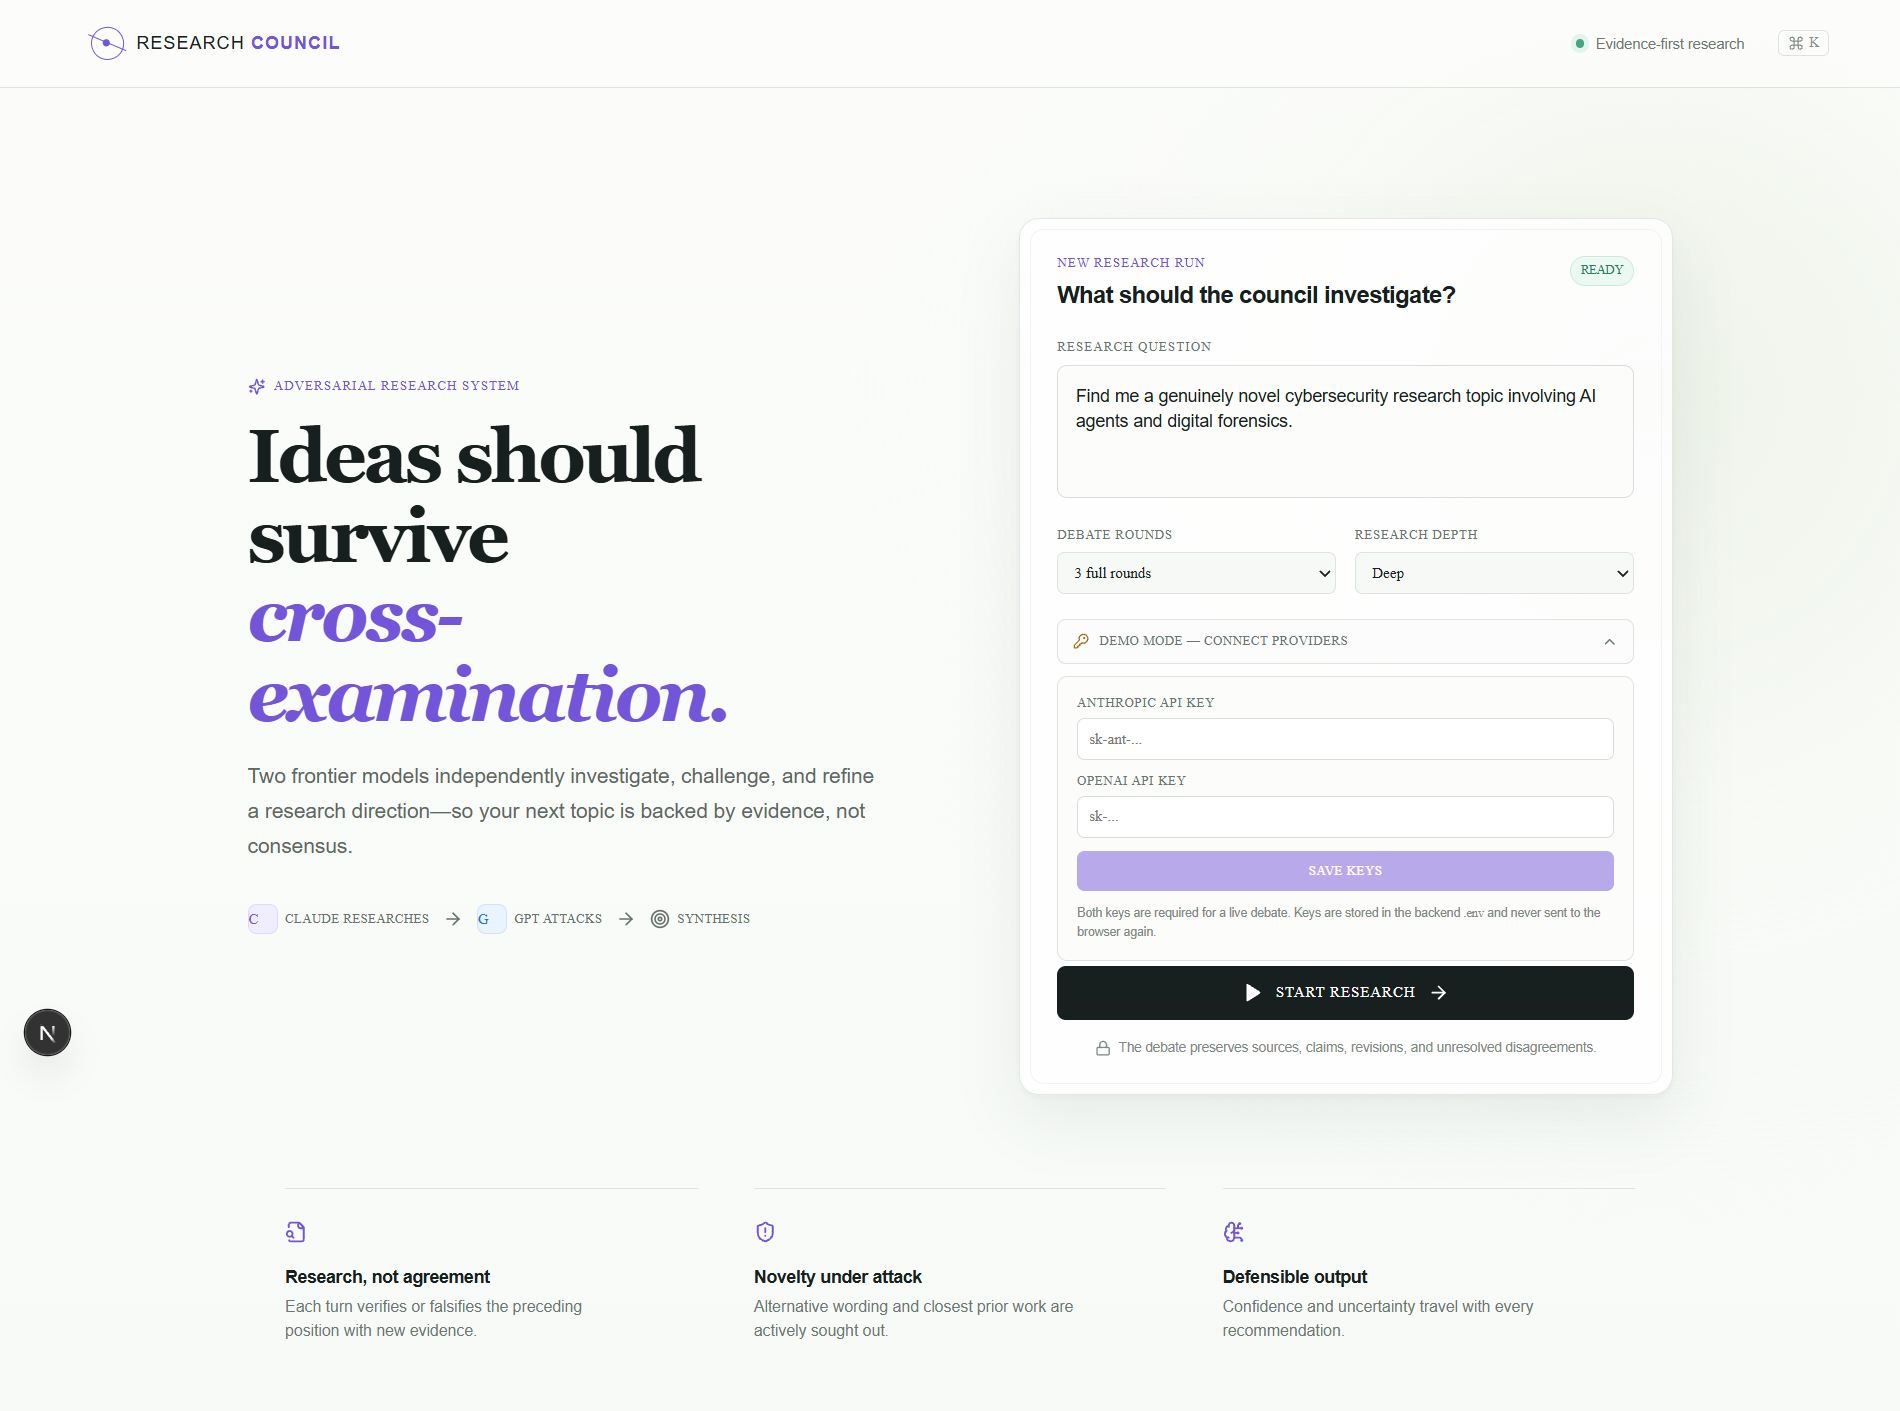 RESEARCH COUNCIL
Evidence-first research
⌘ K
ADVERSARIAL RESEARCH SYSTEM
Ideas should
survive
cross-
examination.
Two frontier models independently investigate, challenge, and refine
a research direction—so your next topic is backed by evidence, not
consensus.
C CLAUDE RESEARCHES → G GPT ATTACKS → SYNTHESIS
NEW RESEARCH RUN
READY
What should the council investigate?
RESEARCH QUESTION
Find me a genuinely novel cybersecurity research topic involving AI
agents and digital forensics.
DEBATE ROUNDS
RESEARCH DEPTH
3 full rounds
Deep
DEMO MODE — CONNECT PROVIDERS
ANTHROPIC API KEY
sk-ant-...
OPENAI API KEY
sk-...
SAVE KEYS
Both keys are required for a live debate. Keys are stored in the backend .env and never sent to the
browser again.
START RESEARCH →
The debate preserves sources, claims, revisions, and unresolved disagreements.
N
Research, not agreement
Each turn verifies or falsifies the preceding
position with new evidence.
Novelty under attack
Alternative wording and closest prior work are
actively sought out.
Defensible output
Confidence and uncertainty travel with every
recommendation.